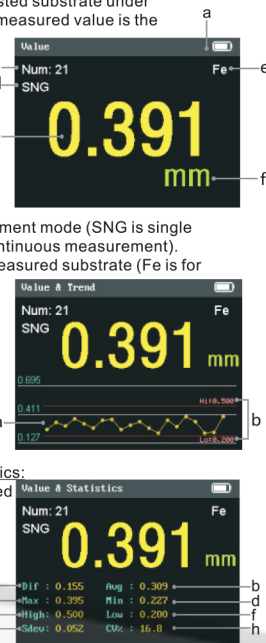 sted substrate under
measured value is the
a
Value
Num: 21
Fe
e
SNG
0.391
mm
f
ment mode (SNG is single
ntinuous measurement).
easured substrate (Fe is for
Value & Trend
Num: 21
Fe
SNG
0.391
mm
0.695
Hi:0.500
0.411
b
0.127
Lo:0.200
ics:
ed
Value & Statistics
Num: 21
Fe
SNG
0.391
mm
Dif : 0.155 Avg : 0.309
b
Max : 0.395 Min : 0.227
d
High: 0.500 Low : 0.200
f
Sdev: 0.052 CV% : 16.8
h